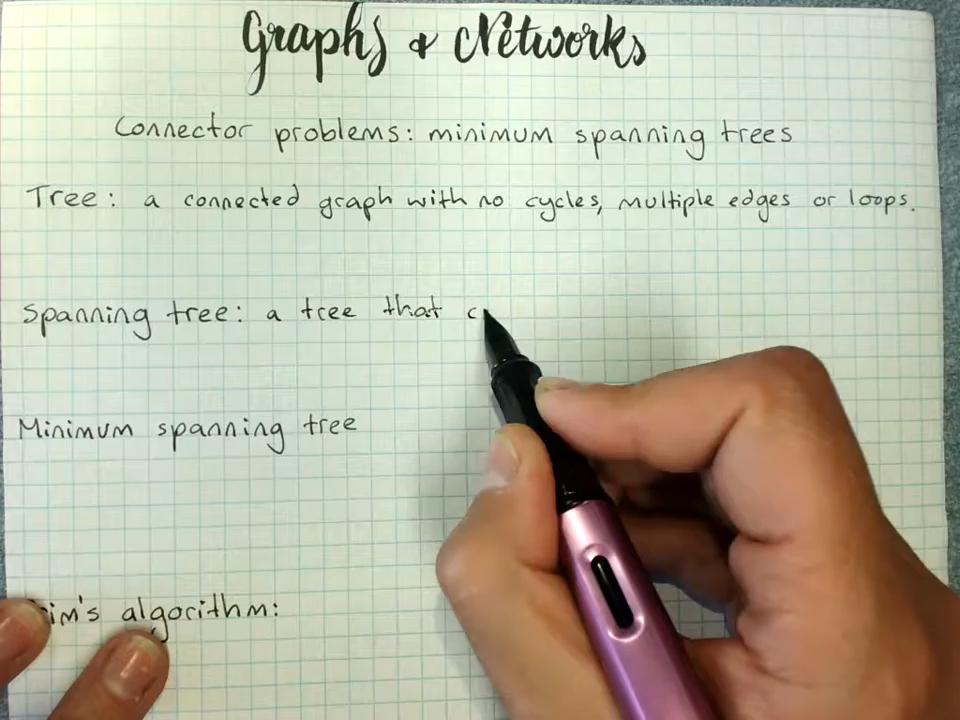 Graphs & Networks
Connector problems: minimum spanning trees
Tree: a connected graph with no cycles, multiple edges or loops.
Spanning tree: a tree that c
Minimum spanning tree
im's algorithm: